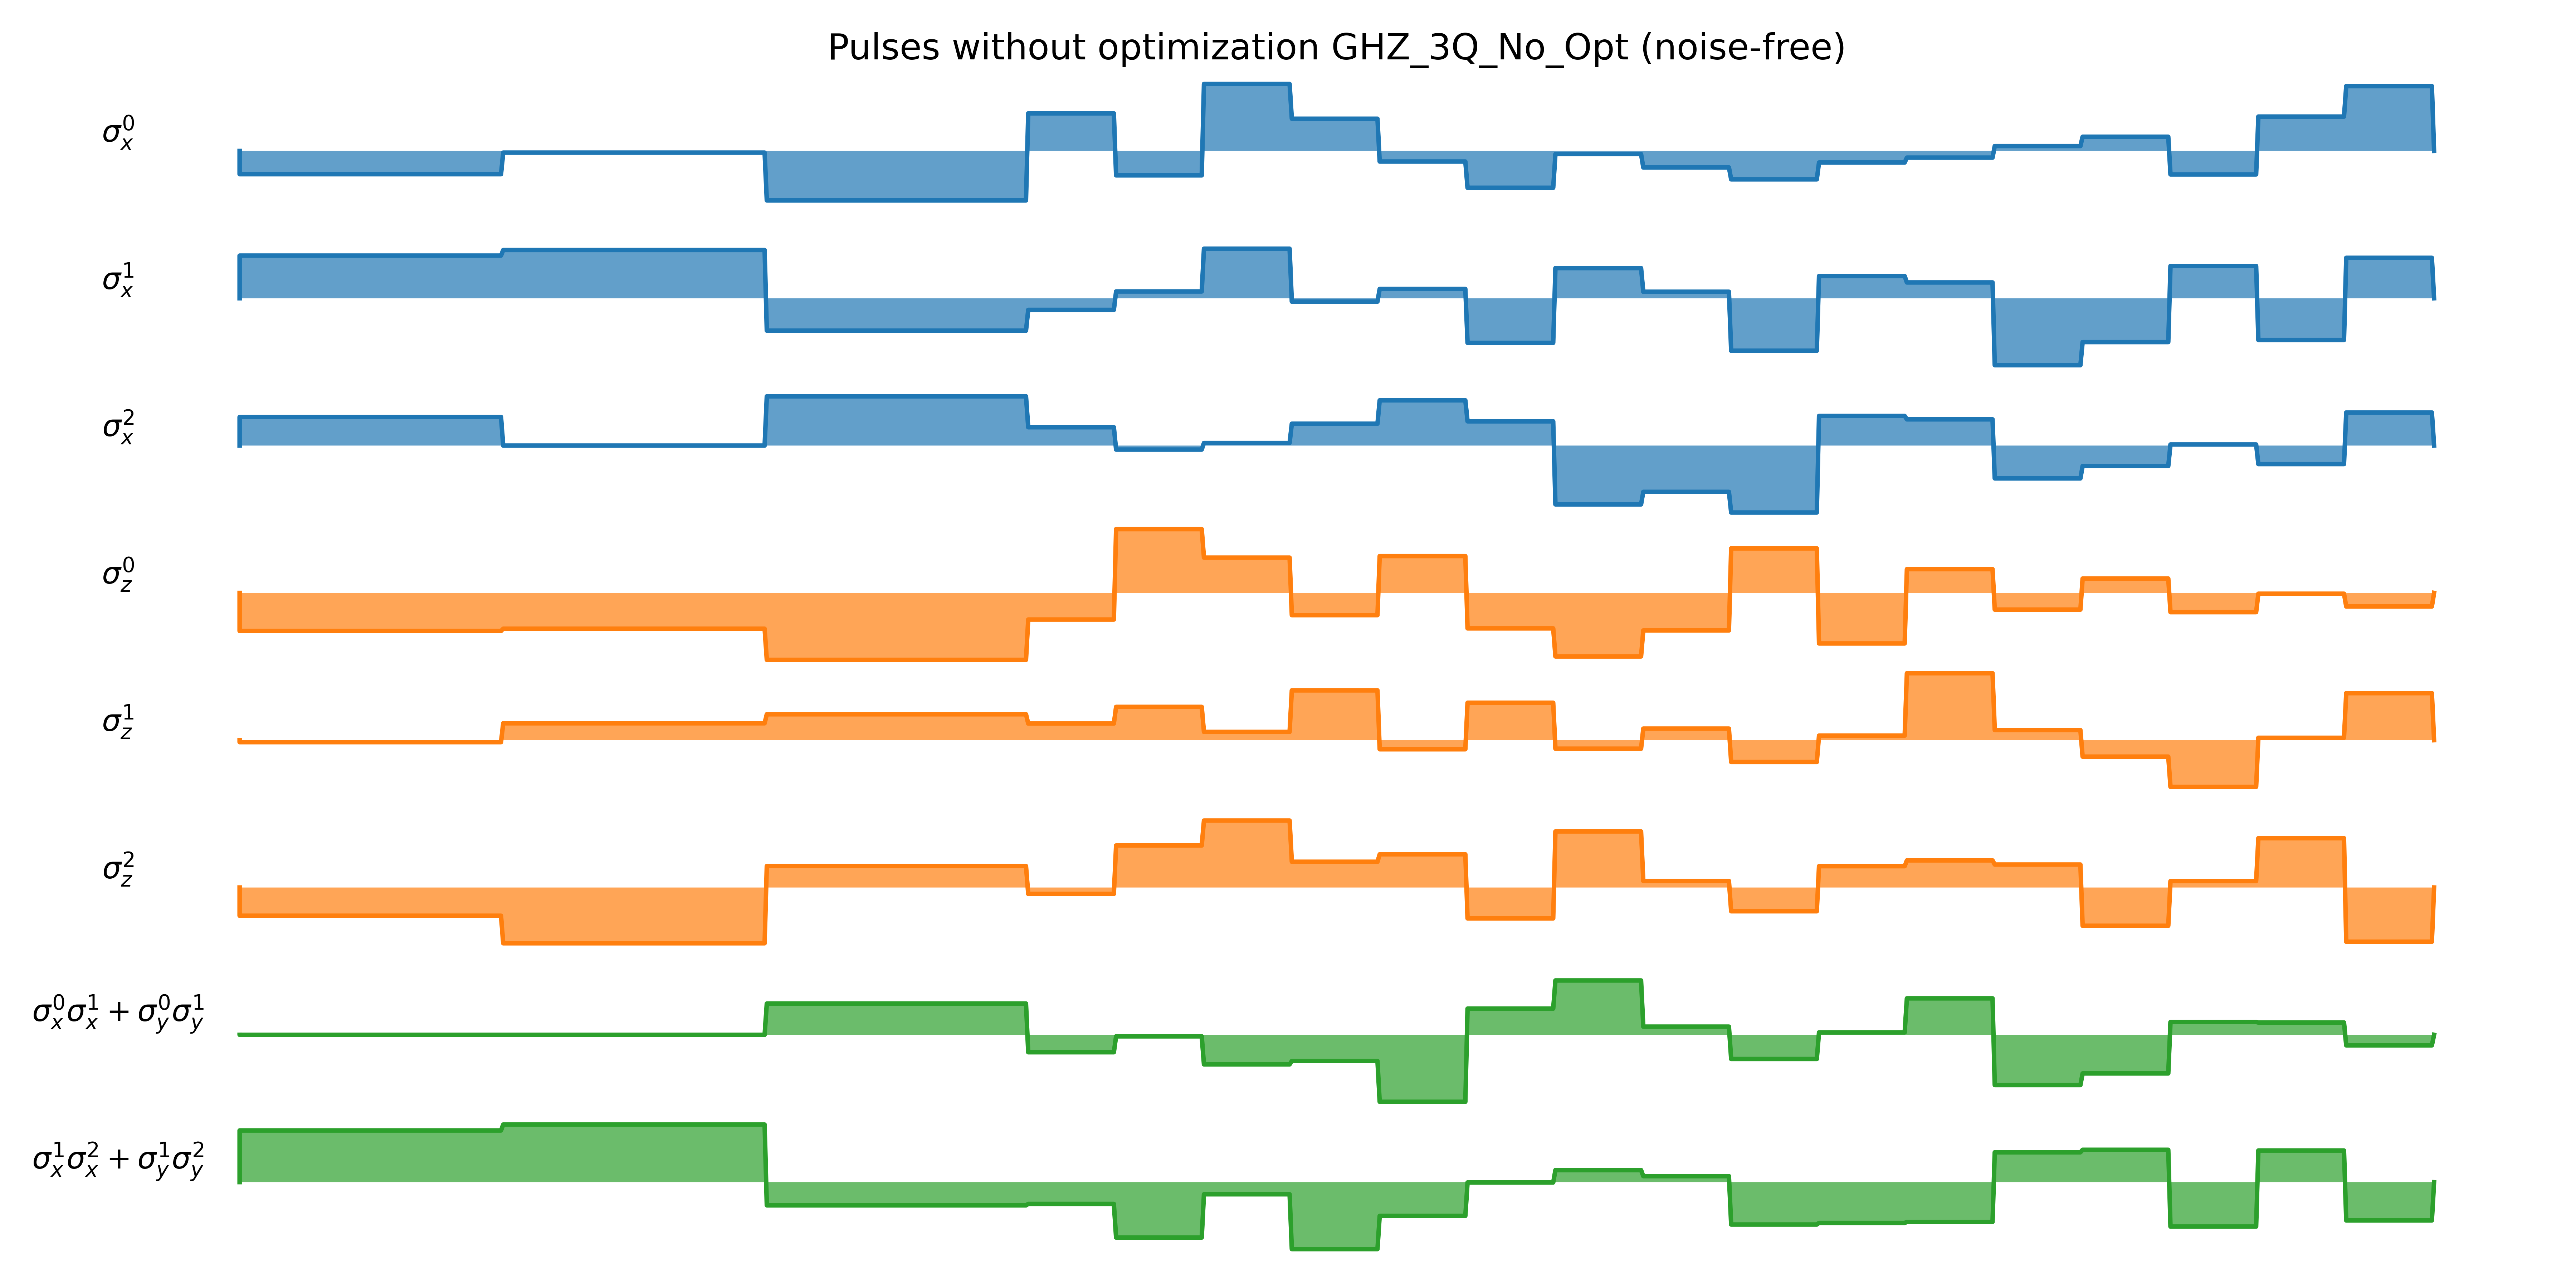 Pulses without optimization GHZ_3Q_No_Opt (noise-free)
σ_x^0
σ_x^1
σ_x^2
σ_z^0
σ_z^1
σ_z^2
σ_x^0σ_x^1 + σ_y^0σ_y^1
σ_x^1σ_x^2 + σ_y^1σ_y^2